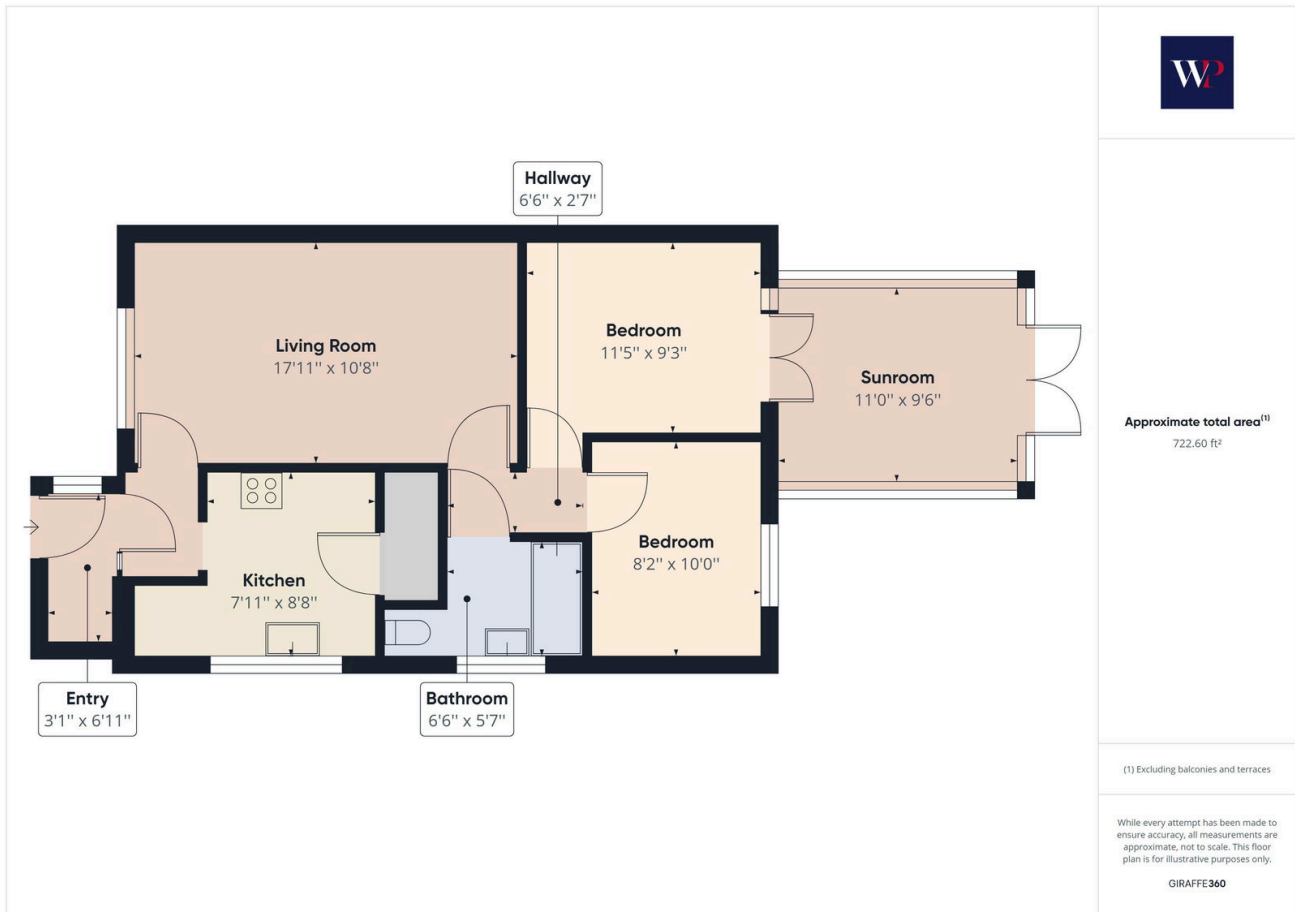 WP
Hallway
6'6'' x 2'7''
Living Room
17'11'' x 10'8''
Bedroom
11'5'' x 9'3''
Sunroom
11'0'' x 9'6''
Bedroom
8'2'' x 10'0''
Kitchen
7'11'' x 8'8''
Entry
3'1'' x 6'11''
Bathroom
6'6'' x 5'7''
Approximate total area(1)
722.60 ft²
(1) Excluding balconies and terraces
While every attempt has been made to
ensure accuracy, all measurements are
approximate, not to scale. This floor
plan is for illustrative purposes only.
GIRAFFE360